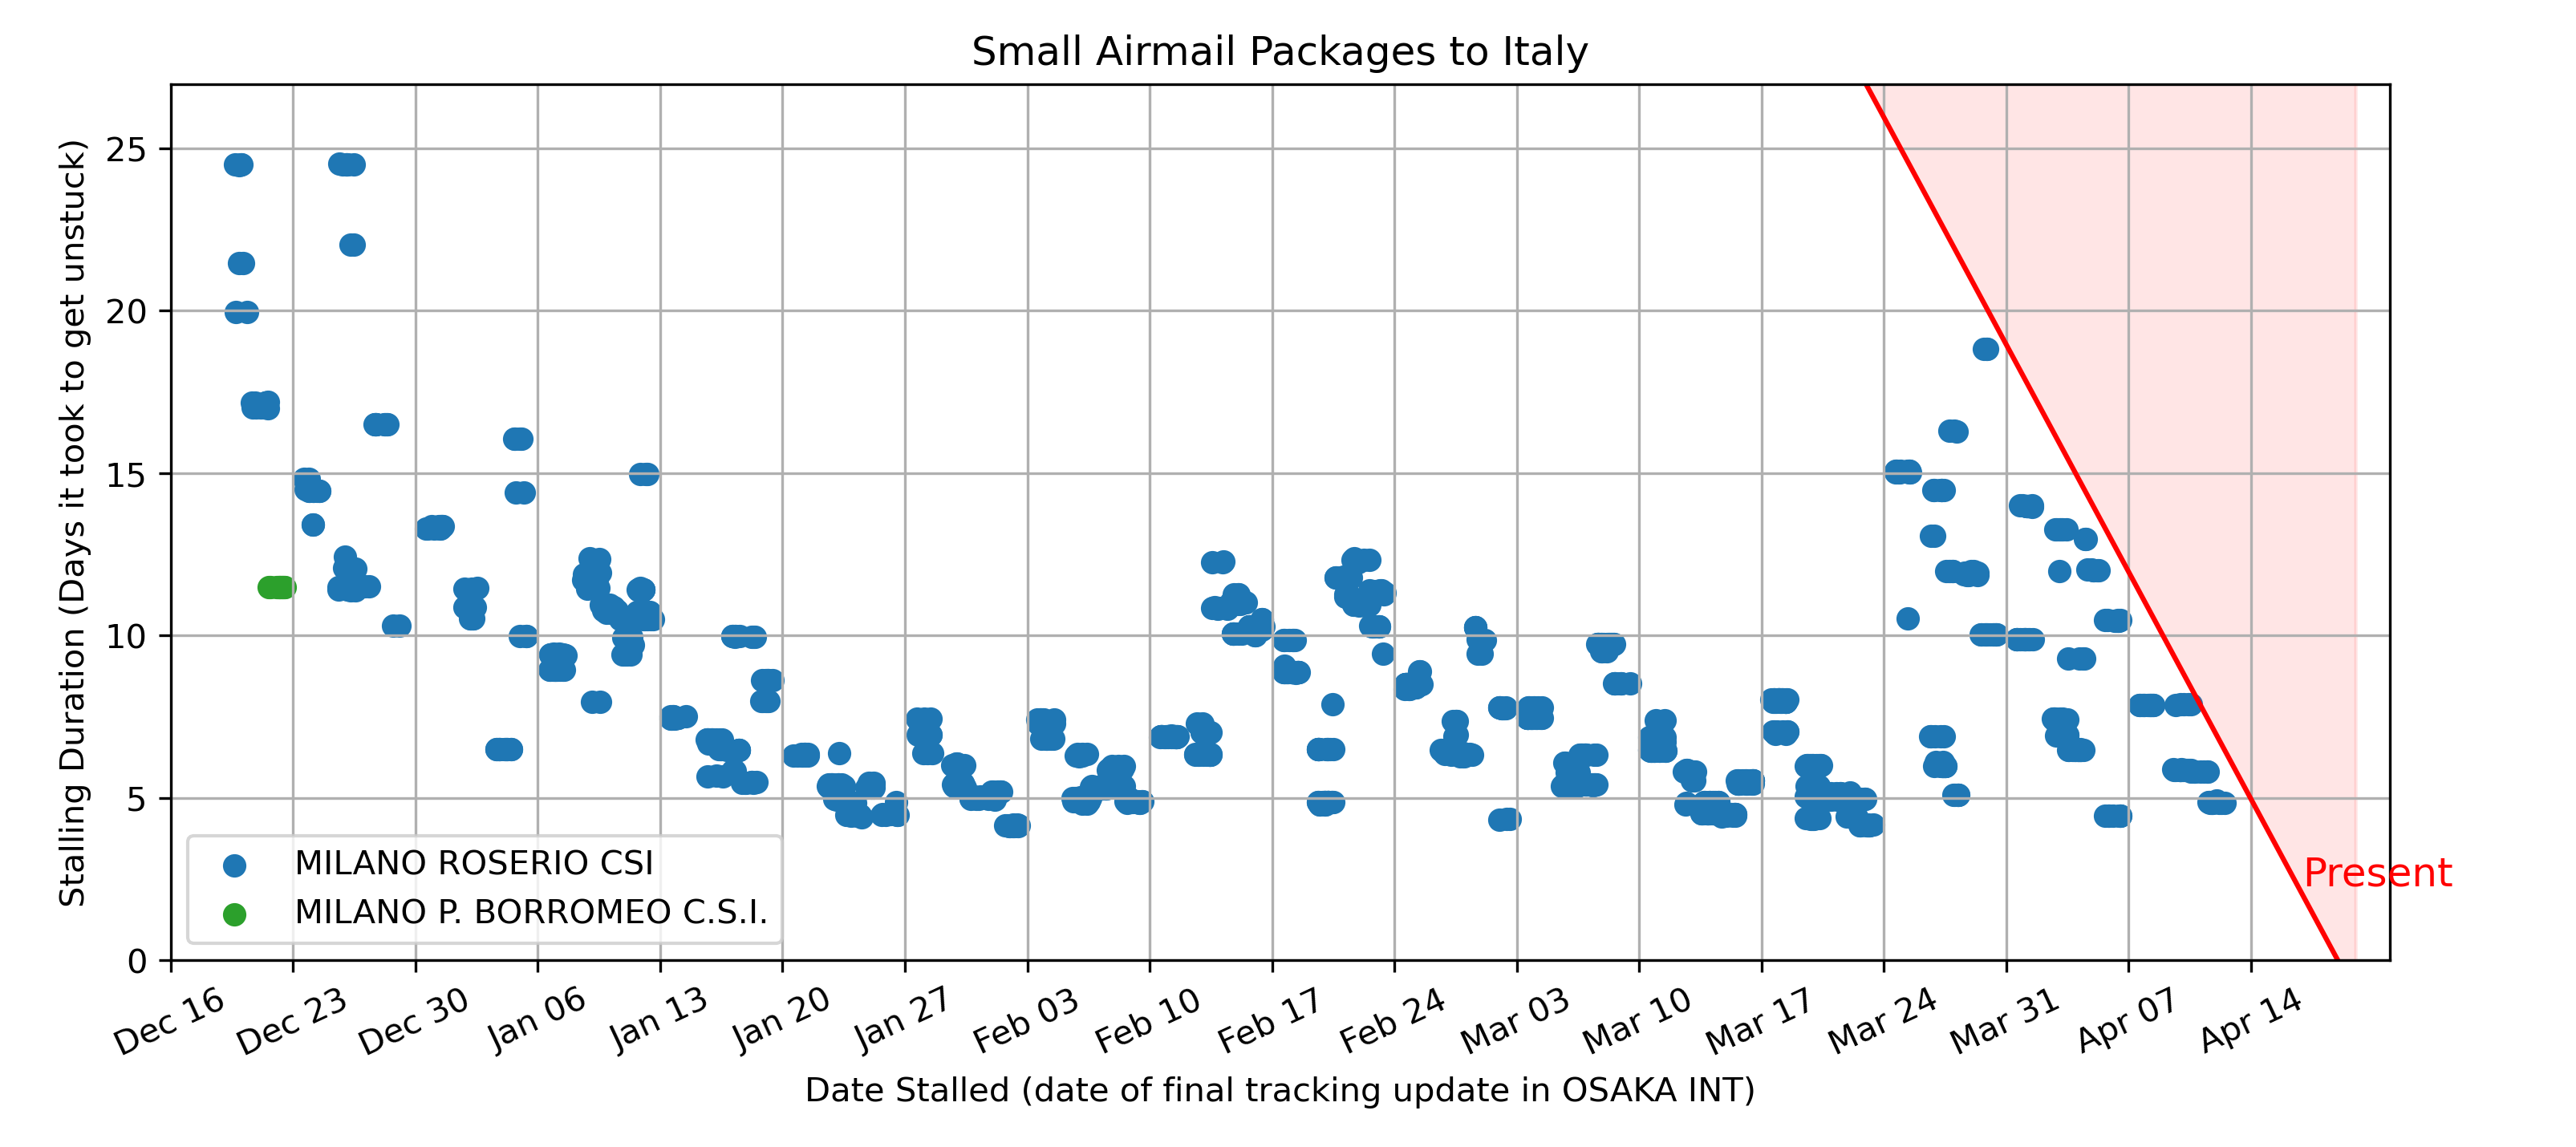 Small Airmail Packages to Italy
Stalling Duration (Days it took to get unstuck)
25
20
15
10
5
0
MILANO ROSERIO CSI
MILANO P. BORROMEO C.S.I.
Present
Dec 16
Dec 23
Dec 30
Jan 06
Jan 13
Jan 20
Jan 27
Feb 03
Feb 10
Feb 17
Feb 24
Mar 03
Mar 10
Mar 17
Mar 24
Mar 31
Apr 07
Apr 14
Date Stalled (date of final tracking update in OSAKA INT)